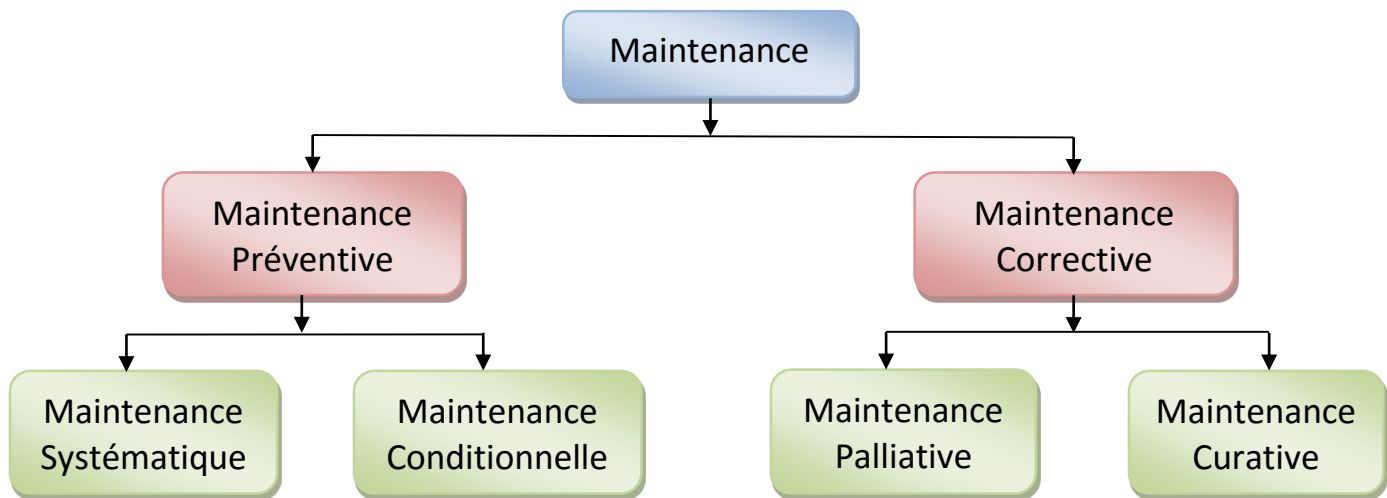 Maintenance
Maintenance
Préventive
Maintenance
Corrective
Maintenance
Systématique
Maintenance
Conditionnelle
Maintenance
Palliative
Maintenance
Curative